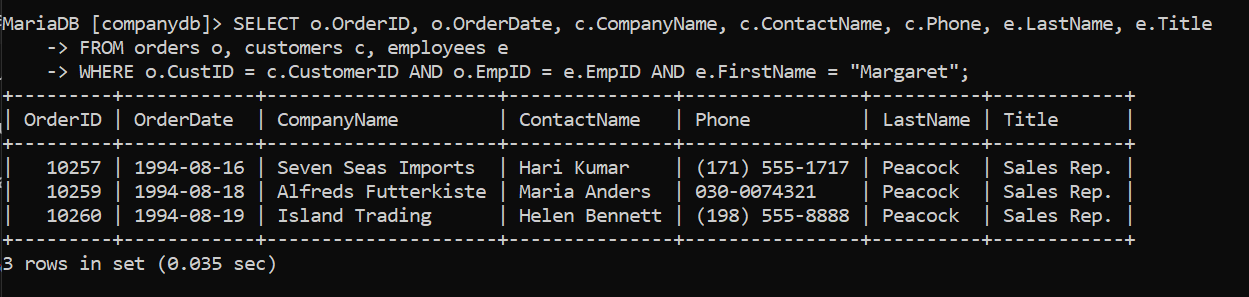 MariaDB [companydb]> SELECT o.OrderID, o.OrderDate, c.CompanyName, c.ContactName, c.Phone, e.LastName, e.Title
    -> FROM orders o, customers c, employees e
    -> WHERE o.CustID = c.CustomerID AND o.EmpID = e.EmpID AND e.FirstName = "Margaret";
+---------+------------+---------------------+---------------+----------------+----------+------------+
| OrderID | OrderDate  | CompanyName         | ContactName   | Phone          | LastName | Title      |
+---------+------------+---------------------+---------------+----------------+----------+------------+
|   10257 | 1994-08-16 | Seven Seas Imports  | Hari Kumar    | (171) 555-1717 | Peacock  | Sales Rep. |
|   10259 | 1994-08-18 | Alfreds Futterkiste | Maria Anders  | 030-0074321    | Peacock  | Sales Rep. |
|   10260 | 1994-08-19 | Island Trading      | Helen Bennett | (198) 555-8888 | Peacock  | Sales Rep. |
+---------+------------+---------------------+---------------+----------------+----------+------------+
3 rows in set (0.035 sec)